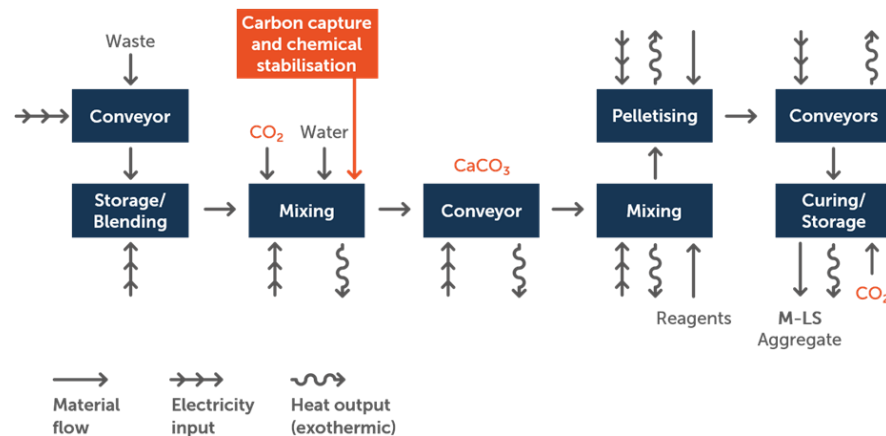 Carbon capture
and chemical
stabilisation
Waste
Conveyor
Pelletising
Conveyors
CO₂
Water
CaCO₃
Storage/
Blending
Mixing
Conveyor
Mixing
Curing/
Storage
Reagents
M-LS
Aggregate
CO₂
Material
flow
Electricity
input
Heat output
(exothermic)